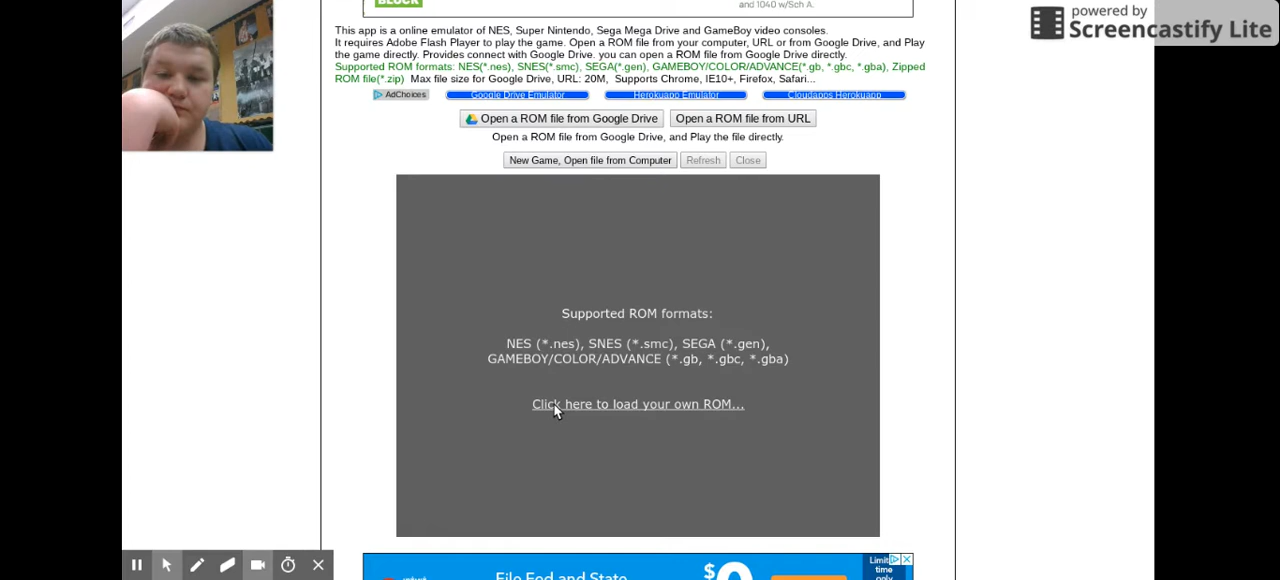 BLOCK
and 1040 w/Sch A.
powered by
Screencastify Lite
This app is a online emulator of NES, Super Nintendo, Sega Mega Drive and GameBoy video consoles.
It requires Adobe Flash Player to play the game. Open a ROM file from your computer, URL or from Google Drive, and Play
the game directly. Provides connect with Google Drive. you can open a ROM file from Google Drive directly.
Supported ROM formats: NES(*.nes), SNES(*.smc), SEGA(*.gen), GAMEBOY/COLOR/ADVANCE(*.gb, *.gbc, *.gba), Zipped
ROM file(*.zip) Max file size for Google Drive, URL: 20M, Supports Chrome, IE10+, Firefox, Safari...
AdChoices Google Drive Emulator Herokuapp Emulator Cloudapps Herokuapp
Open a ROM file from Google Drive Open a ROM file from URL
Open a ROM file from Google Drive, and Play the file directly.
New Game, Open file from Computer Refresh Close
Supported ROM formats:
NES (*.nes), SNES (*.smc), SEGA (*.gen),
GAMEBOY/COLOR/ADVANCE (*.gb, *.gbc, *.gba)
Click here to load your own ROM...
File Fed and State $0
Limit
time
only